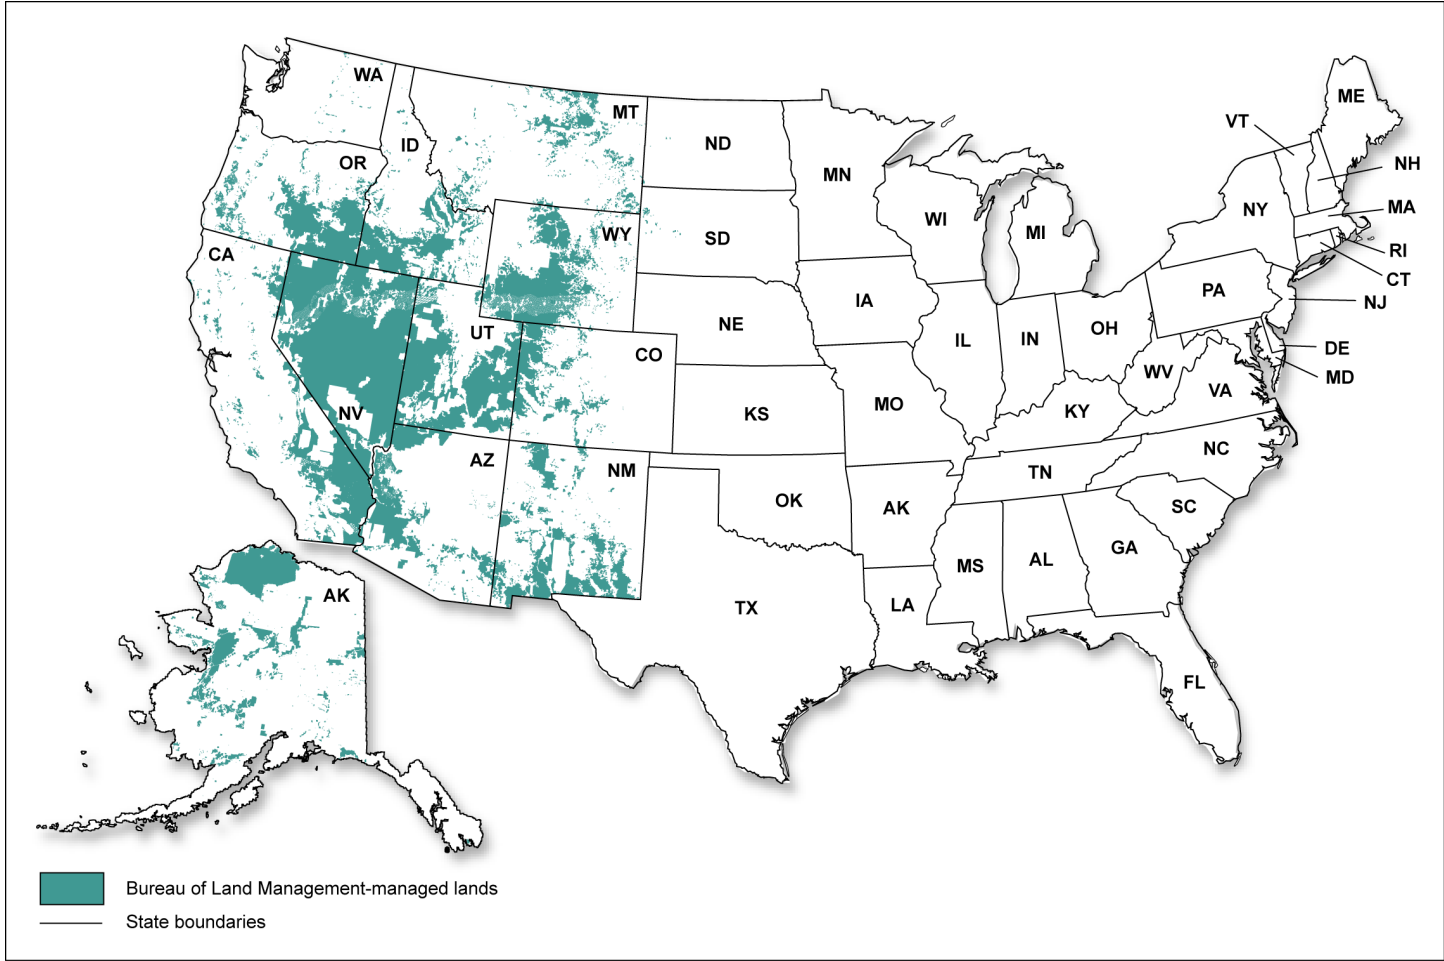 WA
MT
ME
VT
ID
ND
OR
NH
MN
MA
NY
WI
MI
WY
SD
RI
CA
CT
PA
NJ
IA
NE
OH
UT
IL
IN
DE
CO
WV
MD
VA
MO
KY
NV
KS
NC
AZ
NM
TN
OK
AK
SC
GA
AL
MS
AK
LA
TX
FL
Bureau of Land Management-managed lands
State boundaries